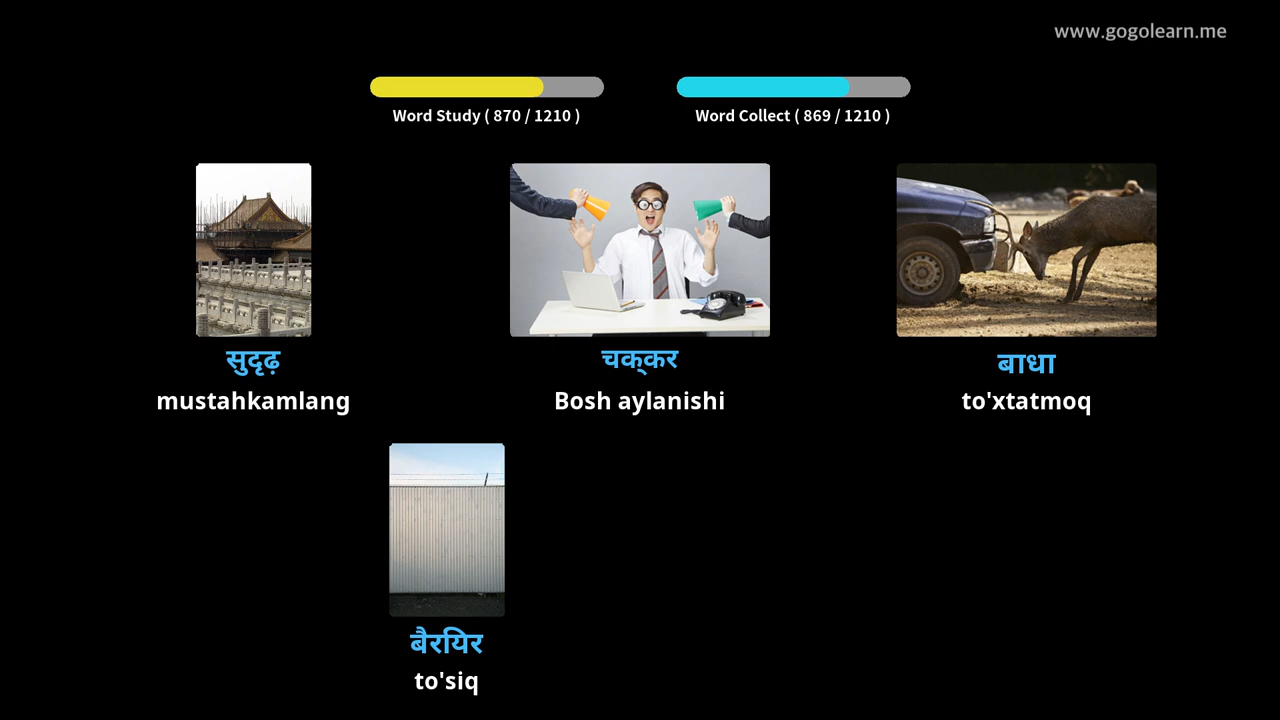 www.gogolearn.me
Word Study ( 870 / 1210 )
Word Collect ( 869 / 1210 )
सुदृढ़
चक्कर
बाधा
mustahkamlang
Bosh aylanishi
to'xtatmoq
बैरियर
to'siq